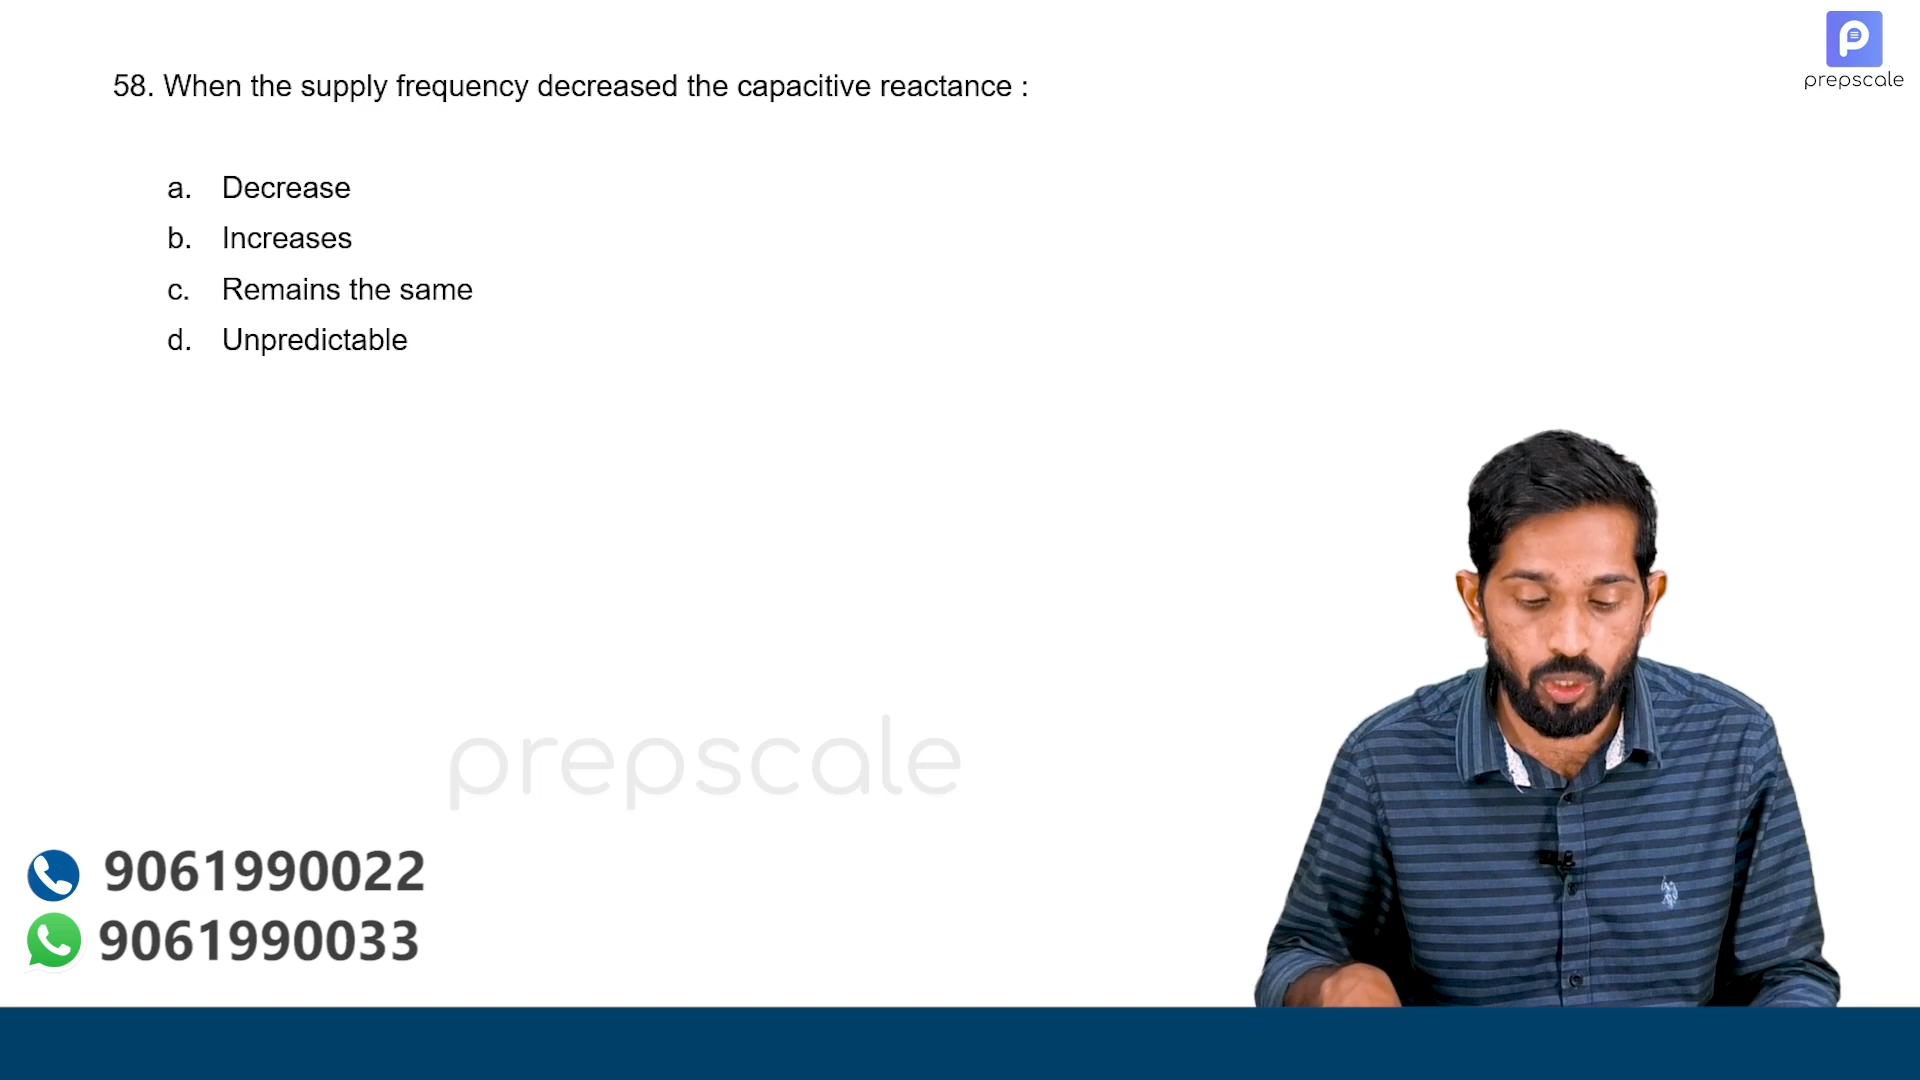 prepscale
58. When the supply frequency decreased the capacitive reactance :
a. Decrease
b. Increases
c. Remains the same
d. Unpredictable
prepscale
9061990022
9061990033